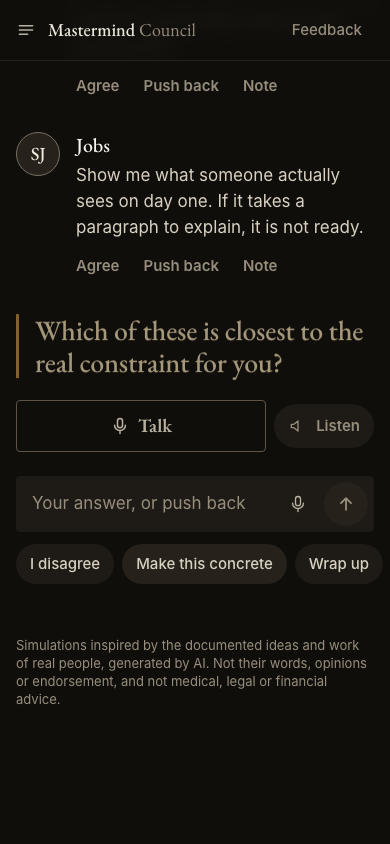 Mastermind Council
Feedback
Agree Push back Note
SJ
Jobs
Show me what someone actually
sees on day one. If it takes a
paragraph to explain, it is not ready.
Agree Push back Note
Which of these is closest to the
real constraint for you?
Talk
Listen
Your answer, or push back
I disagree
Make this concrete
Wrap up
Simulations inspired by the documented ideas and work
of real people, generated by AI. Not their words, opinions
or endorsement, and not medical, legal or financial
advice.